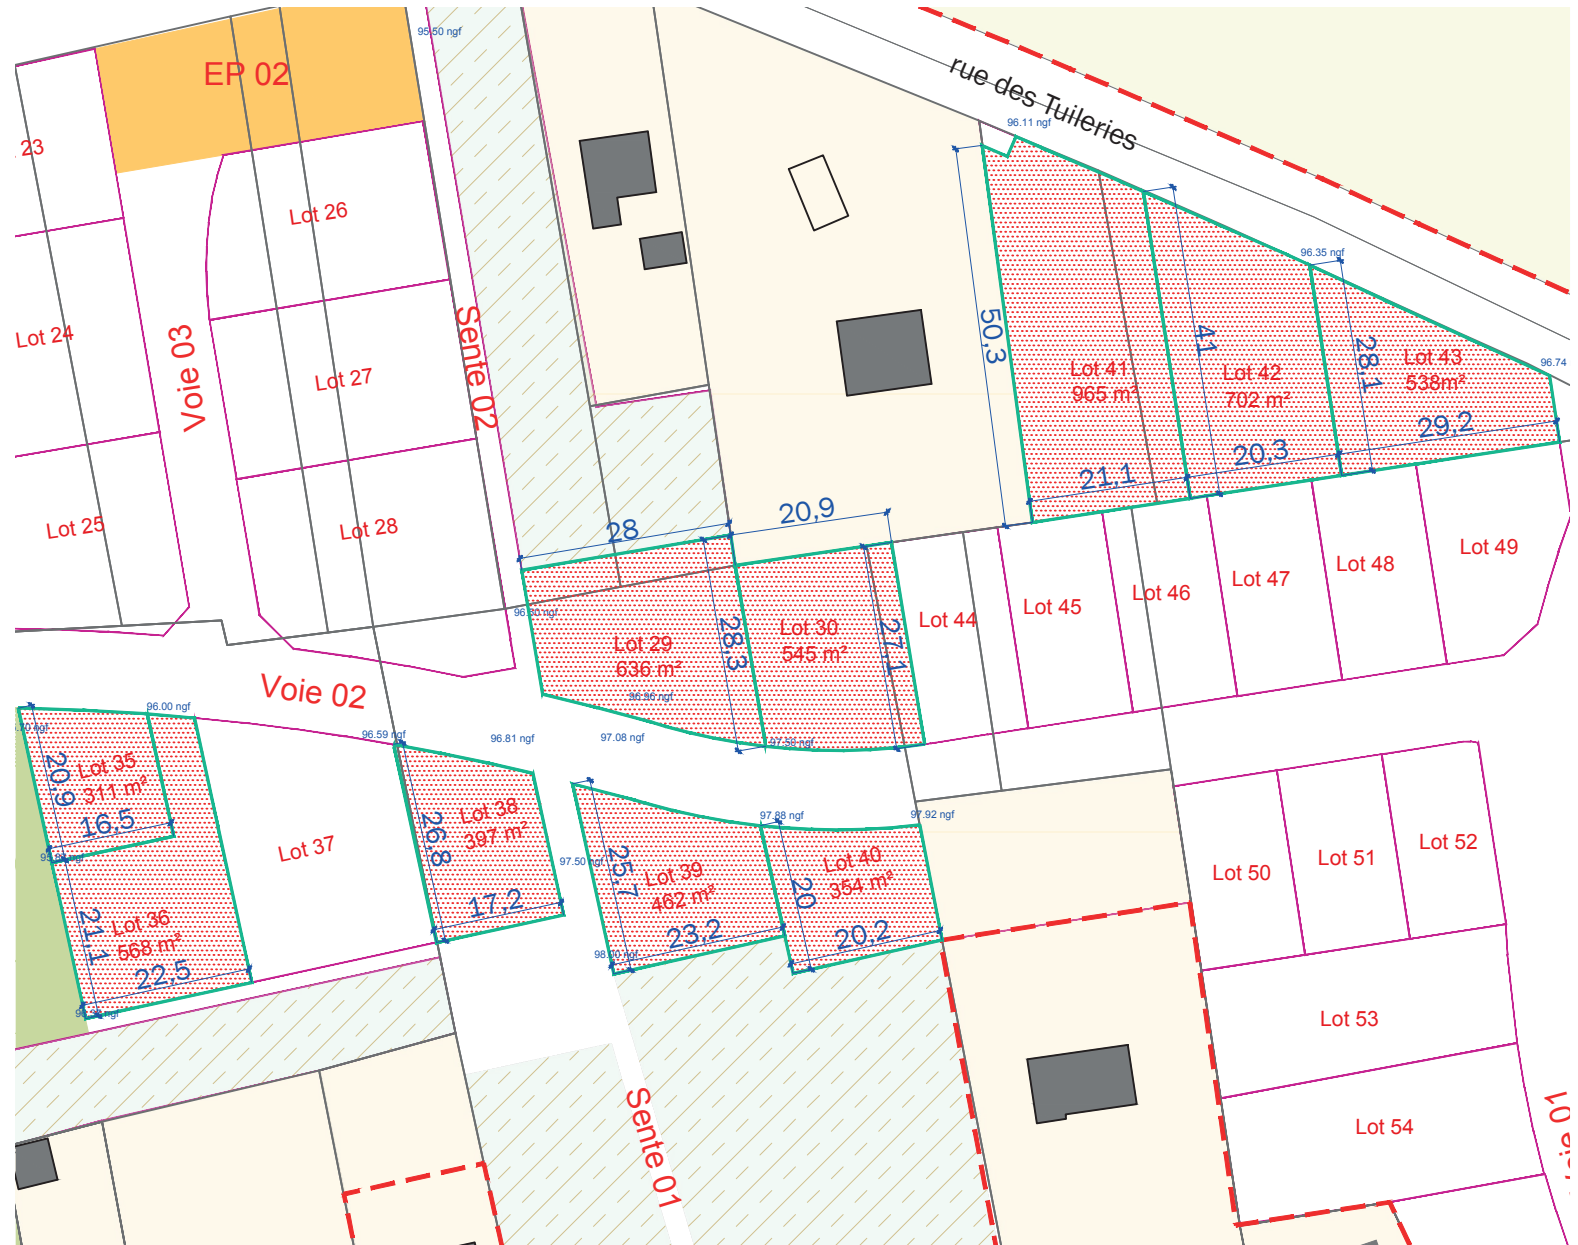 95.50 ngf
EP 02
rue des Tuileries
96.11 ngf
23
Lot 26
96.35 ngf
Lot 24
Voie 03
Sente 02
Lot 27
50,3
41
28,1
Lot 41
965 m²
Lot 42
702 m²
Lot 43
538m²
96.74
29,2
20,3
21,1
Lot 25
Lot 28
28
20,9
Lot 49
Lot 48
Lot 47
Lot 46
Lot 45
Lot 44
Lot 29
636 m²
28,3
Lot 30
545 m²
27,1
96.96 ngf
97.08 ngf
97.50 ngf
Voie 02
96.00 ngf
96.59 ngf
96.81 ngf
Lot 35
311 m²
20,9
16,5
Lot 37
Lot 38
397 m²
26,8
17,2
97.88 ngf
97.92 ngf
97.50 ngf
Lot 39
462 m²
25,7
23,2
Lot 40
354 m²
20
20,2
Lot 50
Lot 51
Lot 52
Lot 36
568 m²
21,1
22,5
Lot 53
Lot 54
Sente 01